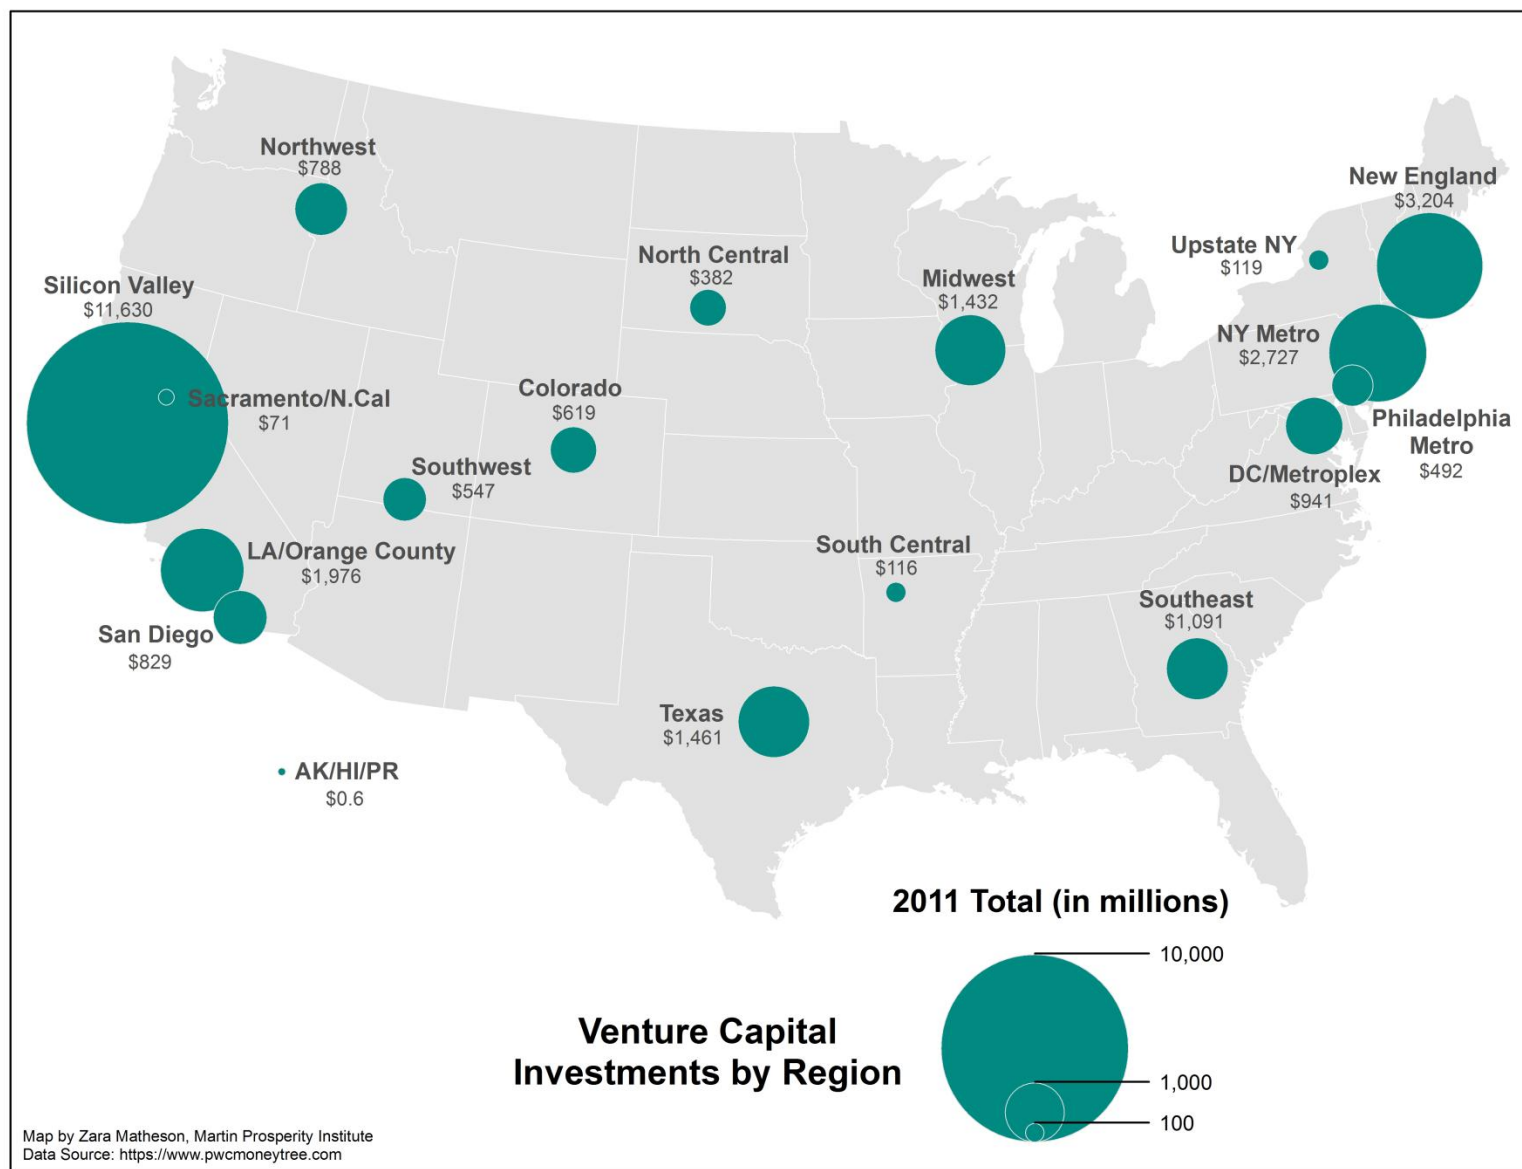 Northwest
$788
New England
$3,204
Upstate NY
$119
North Central
$382
Midwest
$1,432
Silicon Valley
$11,630
NY Metro
$2,727
Sacramento/N.Cal
$71
Colorado
$619
Philadelphia
Metro
$492
Southwest
$547
DC/Metroplex
$941
LA/Orange County
$1,976
South Central
$116
Southeast
$1,091
San Diego
$829
Texas
$1,461
AK/HI/PR
$0.6
2011 Total (in millions)
10,000
1,000
100
Venture Capital
Investments by Region
Map by Zara Matheson, Martin Prosperity Institute
Data Source: https://www.pwcmoneytree.com